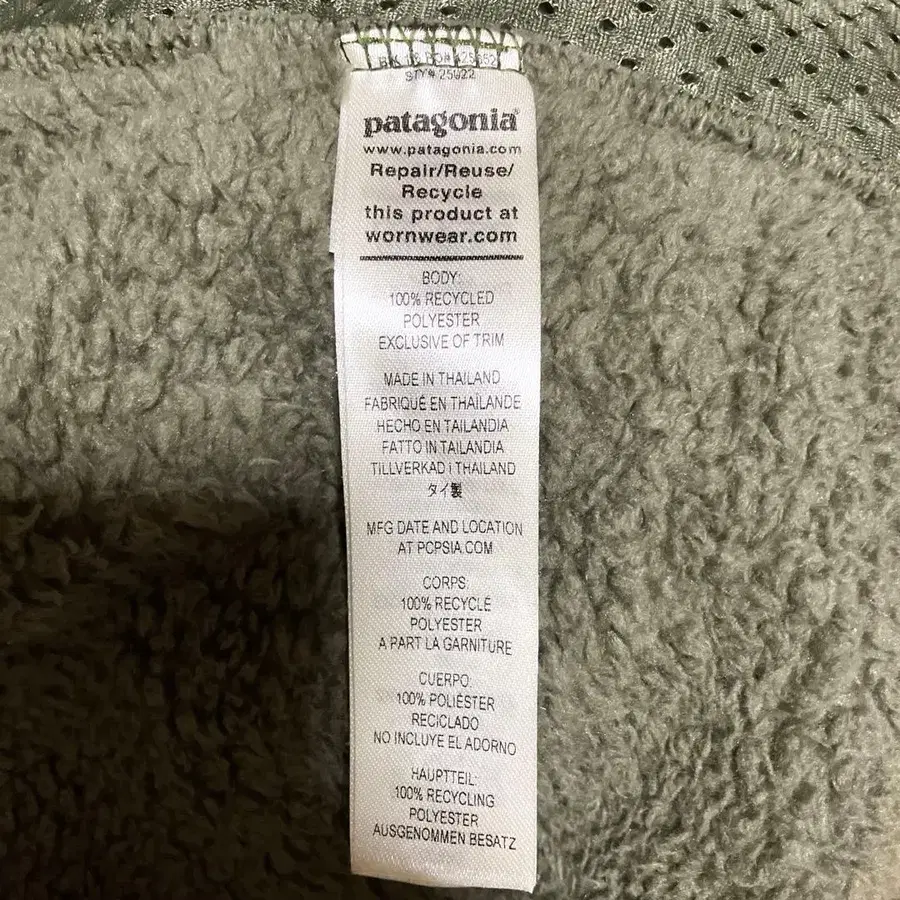 STY# 25022
patagonia®
www.patagonia.com
Repair/Reuse/
Recycle
this product at
wornwear.com
BODY:
100% RECYCLED
POLYESTER
EXCLUSIVE OF TRIM
MADE IN THAILAND
FABRIQUÉ EN THAÏLANDE
HECHO EN TAILANDIA
FATTO IN TAILANDIA
TILLVERKAD I THAILAND
タイ製
MFG DATE AND LOCATION
AT PCPSIA.COM
CORPS:
100% RECYCLÉ
POLYESTER
A PART LA GARNITURE
CUERPO:
100% POLIÉSTER
RECICLADO
NO INCLUYE EL ADORNO
HAUPTTEIL:
100% RECYCLING
POLYESTER
AUSGENOMMEN BESATZ